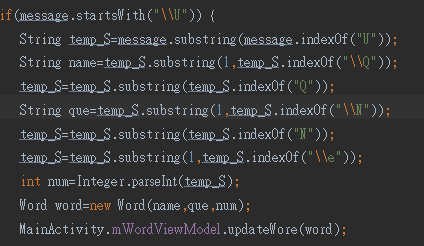 if(message.startsWith("\\U")) {
String temp_S=message.substring(message.indexOf("U"));
String name=temp_S.substring(1,temp_S.indexOf("\\Q"));
temp_S=temp_S.substring(temp_S.indexOf("Q"));
String que=temp_S.substring(1,temp_S.indexOf("\\N"));
temp_S=temp_S.substring(temp_S.indexOf("N"));
temp_S=temp_S.substring(1,temp_S.indexOf("\\e"));
int num=Integer.parseInt(temp_S);
Word word=new Word(name,que,num);
MainActivity.mWordViewModel.updateWore(word);